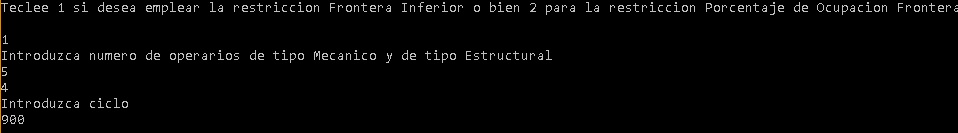 Teclee 1 si desea emplear la restriccion Frontera Inferior o bien 2 para la restriccion Porcentaje de Ocupacion Frontera
1
Introduzca numero de operarios de tipo Mecanico y de tipo Estructural
5
4
Introduzca ciclo
900